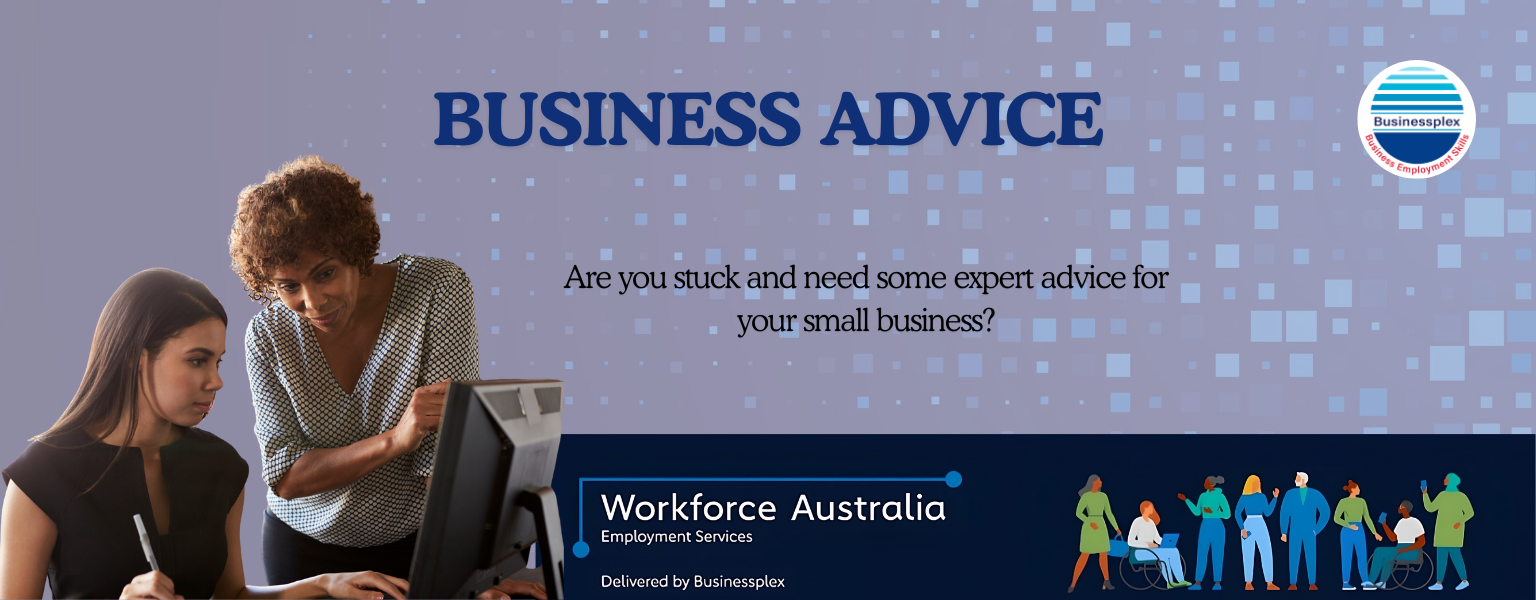 BUSINESS ADVICE
Businessplex
Business Employment Skills
Are you stuck and need some expert advice for
your small business?
Workforce Australia
Employment Services
Delivered by Businessplex